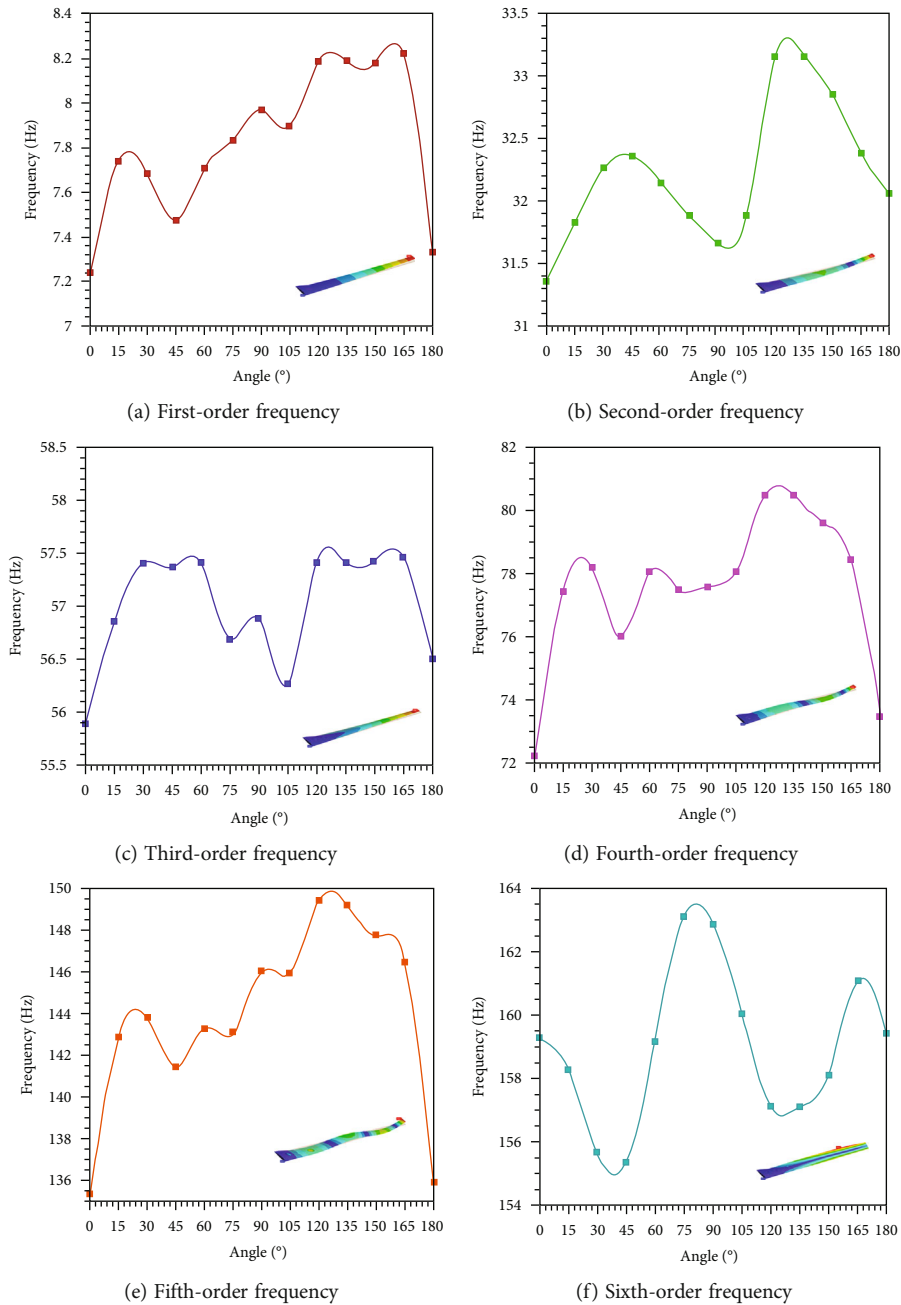 8.4
8.2
8
7.8
7.6
7.4
7.2
7
Frequency (Hz)
0 15 30 45 60 75 90 105 120 135 150 165 180
Angle (°)
(a) First-order frequency
33.5
33
32.5
32
31.5
31
Frequency (Hz)
0 15 30 45 60 75 90 105 120 135 150 165 180
Angle (°)
(b) Second-order frequency
58.5
58
57.5
57
56.5
56
55.5
Frequency (Hz)
0 15 30 45 60 75 90 105 120 135 150 165 180
Angle (°)
(c) Third-order frequency
82
80
78
76
74
72
Frequency (Hz)
0 15 30 45 60 75 90 105 120 135 150 165 180
Angle (°)
(d) Fourth-order frequency
150
146
144
142
135
138
136
Frequency (Hz)
0 15 30 45 60 75 90 105 120 135 150 165 180
Angle (°)
(e) Fifth-order frequency
164
162
160
158
156
154
Frequency (Hz)
0 15 30 45 60 75 90 105 120 135 150 165 180
Angle (°)
(f) Sixth-order frequency